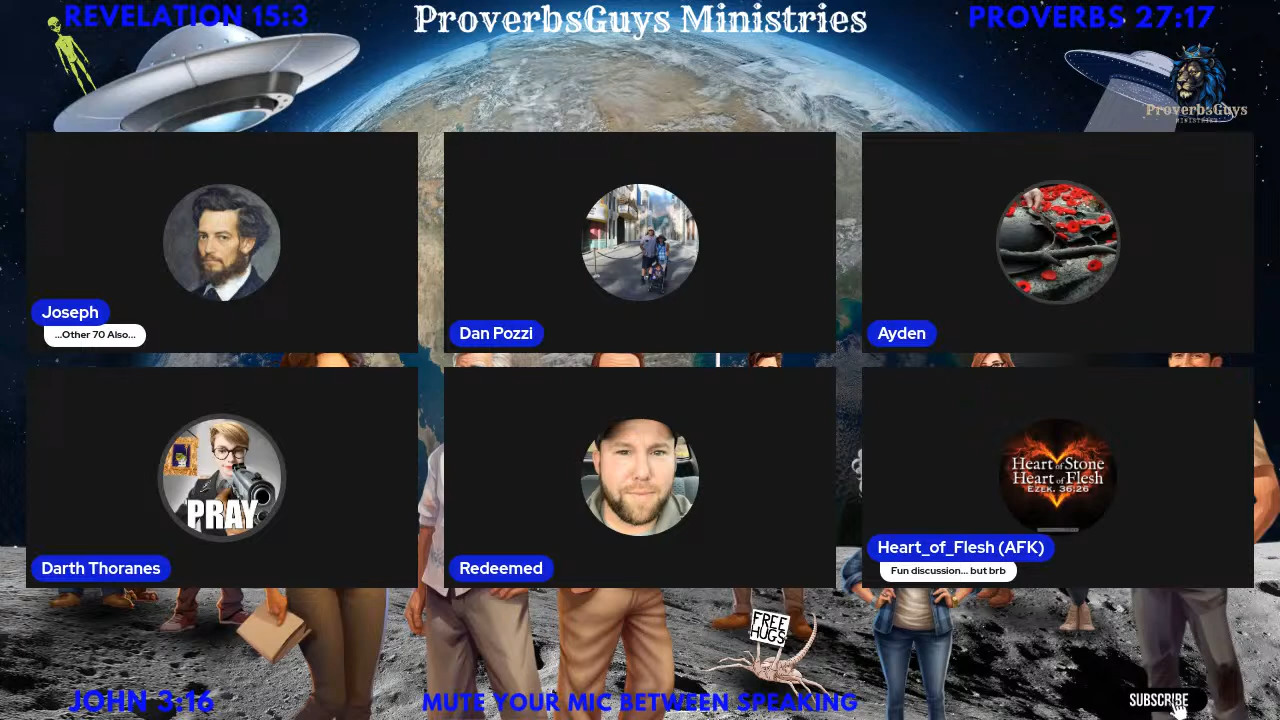 REVELATION 15:3
ProverbsGuys Ministries
PROVERBS 27:17
ProverbsGuys
MINISTRIES
Joseph
...Other 70 Also...
Dan Pozzi
Ayden
PRAY
Darth Thoranes
Redeemed
Heart of Stone
Heart of Flesh
EZEK. 36:26
Heart_of_Flesh (AFK)
Fun discussion... but brb
FREE
HUGS
JOHN 3:16
MUTE YOUR MIC BETWEEN SPEAKING
SUBSCRIBE